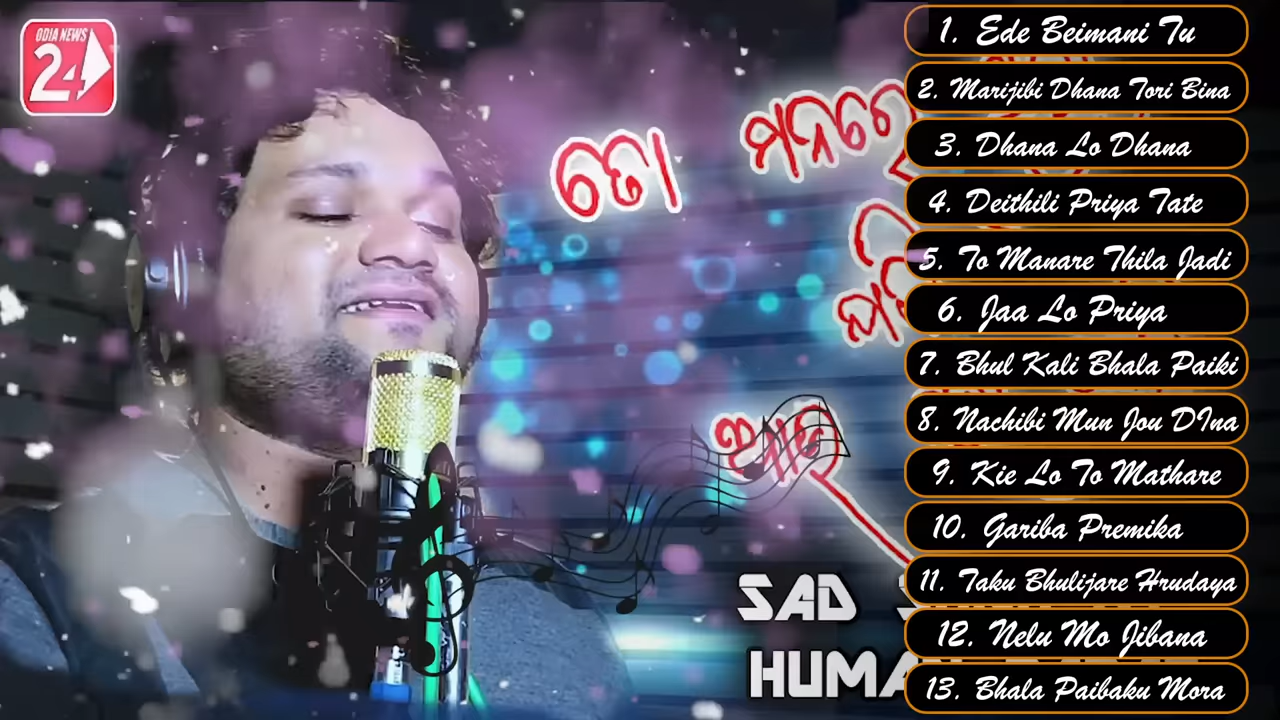 ODIA NEWS
24
ତୋ ମନରେ
ଆଉ
SAD
HUMA
1. Ede Beimani Tu
2. Marijibi Dhana Tori Bina
3. Dhana Lo Dhana
4. Deithili Priya Tate
5. To Manare Thila Jadi
6. Jaa Lo Priya
7. Bhul Kali Bhala Paiki
8. Nachibi Mun Jou DIna
9. Kie Lo To Mathare
10. Gariba Premika
11. Taku Bhulijare Hrudaya
12. Nelu Mo Jibana
13. Bhala Paibaku Mora